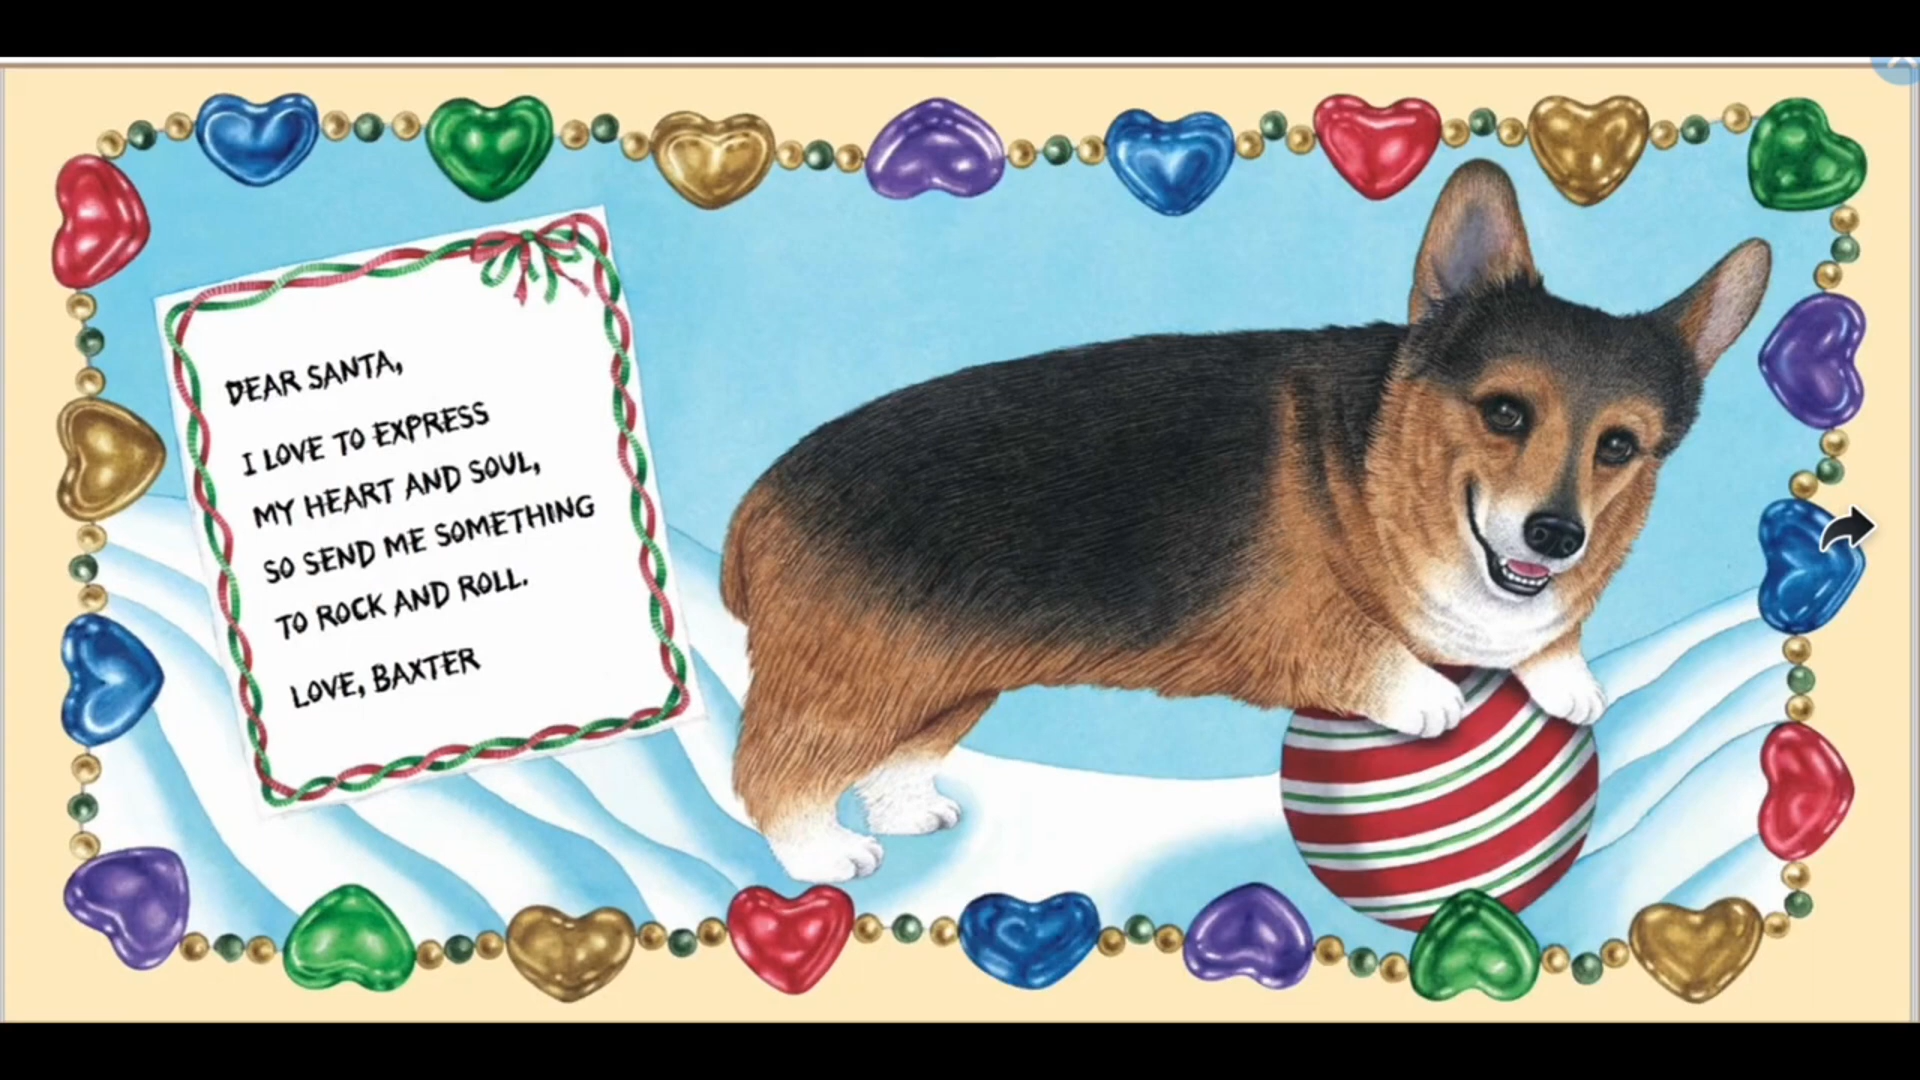 DEAR SANTA,
I LOVE TO EXPRESS
MY HEART AND SOUL,
SO SEND ME SOMETHING
TO ROCK AND ROLL.
LOVE, BAXTER